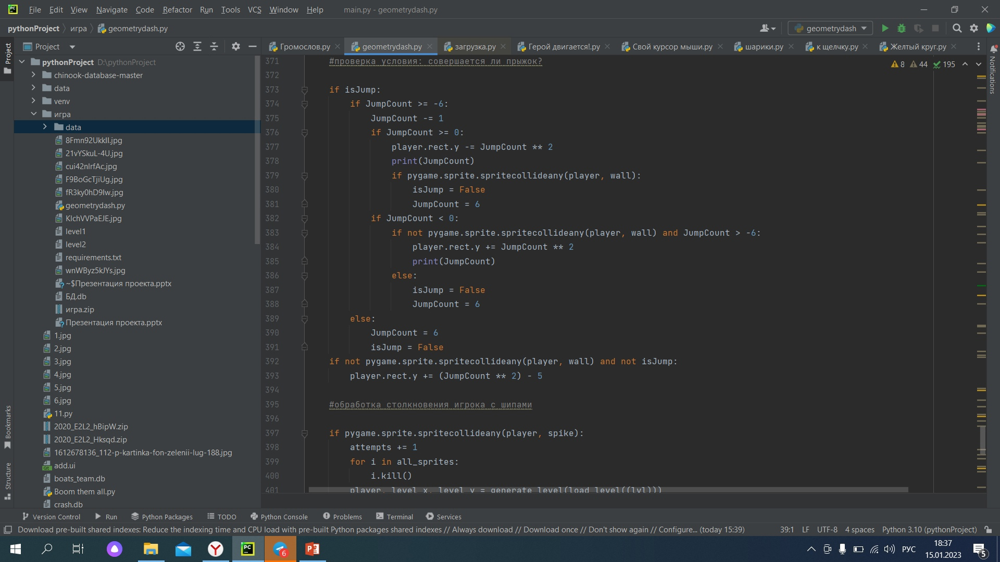 File Edit View Navigate Code Refactor Run Tools VCS Window Help main.py - geometrydash.py
pythonProject игра geometrydash.py
geometrydash
Project
Громослов.py geometrydash.py загрузка.py Герой двигается!.py Свой курсор мыши.py шарики.py к щелчку.py Желтый круг.py
Project
Notifications
Bookmarks
Structure
pythonProject D:\pythonProject
chinook-database-master
data
venv
игра
data
8Fmn92UkkII.jpg
21vYSkuL-4U.jpg
cui42nlrfAc.jpg
F9BoGcTjiUg.jpg
fR3ky0hD9Iw.jpg
geometrydash.py
KIchVVPaEJE.jpg
level1
level2
requirements.txt
wnWByz5kJYs.jpg
~$Презентация проекта.pptx
БД.db
игра.zip
Презентация проекта.pptx
1.jpg
2.jpg
3.jpg
4.jpg
5.jpg
6.jpg
11.py
2020_E2L2_hBipW.zip
2020_E2L2_Hksqd.zip
1612678136_112-p-kartinka-fon-zelenii-lug-188.jpg
add.ui
boats_team.db
Boom them all.py
crash.db
8 44 195
371 #проверка условия: совершается ли прыжок?
372
373 if isJump:
374 if JumpCount >= -6:
375 JumpCount -= 1
376 if JumpCount >= 0:
377 player.rect.y -= JumpCount ** 2
378 print(JumpCount)
379 if pygame.sprite.spritecollideany(player, wall):
380 isJump = False
381 JumpCount = 6
382 if JumpCount < 0:
383 if not pygame.sprite.spritecollideany(player, wall) and JumpCount > -6:
384 player.rect.y += JumpCount ** 2
385 print(JumpCount)
386 else:
387 isJump = False
388 JumpCount = 6
389 else:
390 JumpCount = 6
391 isJump = False
392 if not pygame.sprite.spritecollideany(player, wall) and not isJump:
393 player.rect.y += (JumpCount ** 2) - 5
394
395 #обработка столкновения игрока с шипами
396
397 if pygame.sprite.spritecollideany(player, spike):
398 attempts += 1
399 for i in all_sprites:
400 i.kill()
401 player, level_x, level_y = generate_level(load_level((lvl)))
Version Control Run Python Packages TODO Python Console Problems Terminal Services
Download pre-built shared indexes: Reduce the indexing time and CPU load with pre-built Python packages shared indexes // Always download // Download once // Don't show again // Configure... (today 15:39) 39:1 LF UTF-8 4 spaces Python 3.10 (pythonProject)
6
РУС
18:37
15.01.2023
5